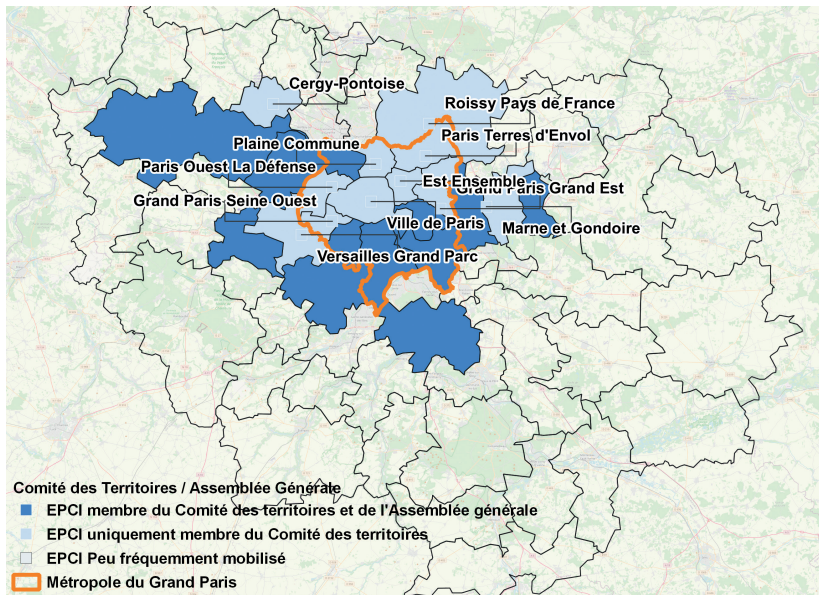 Cergy-Pontoise
Roissy Pays de France
Paris Terres d'Envol
Plaine Commune
Paris Ouest La Défense
Est Ensemble
Grand Paris Grand Est
Grand Paris Seine Ouest
Ville de Paris
Marne et Gondoire
Versailles Grand Parc
Comité des Territoires / Assemblée Générale
EPCI membre du Comité des territoires et de l'Assemblée générale
EPCI uniquement membre du Comité des territoires
EPCI Peu fréquemment mobilisé
Métropole du Grand Paris